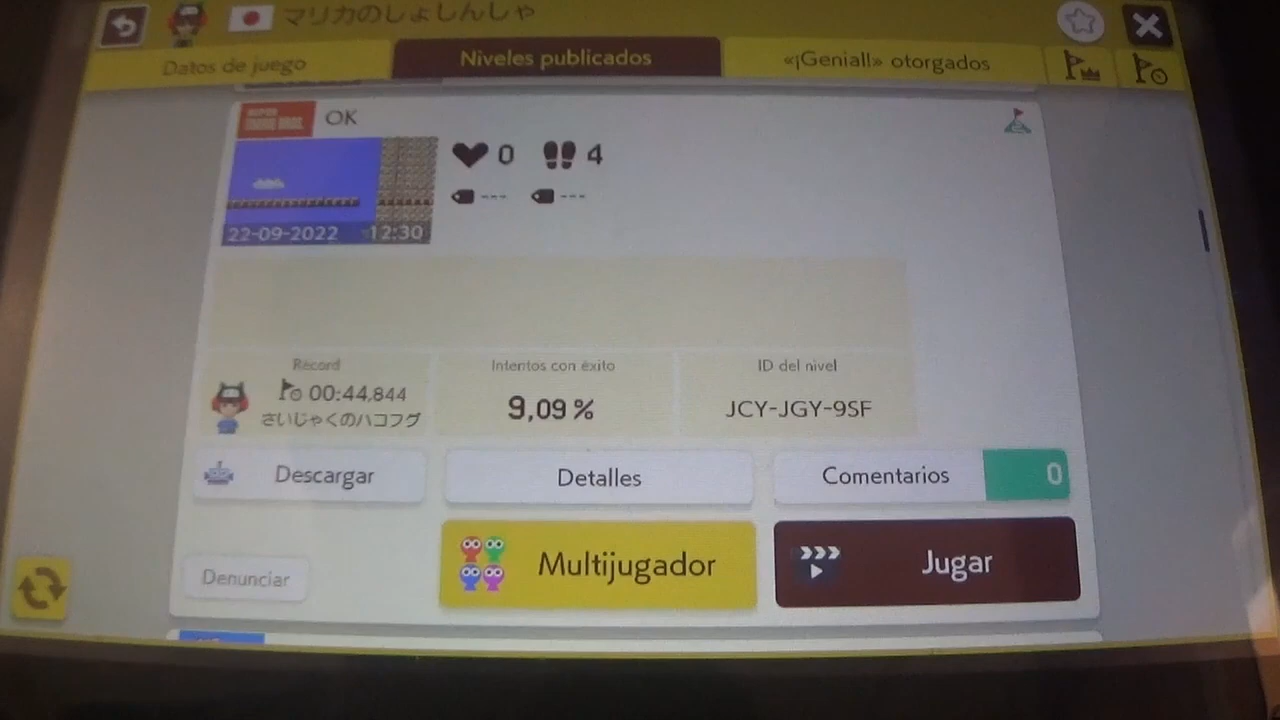 マリカのしょしんしゃ
Datos de juego
Niveles publicados
«¡Genial!» otorgados
SUPER MARIO BROS.
OK
0
4
---
---
22-09-2022 12:30
Récord
Intentos con éxito
ID del nivel
00:44,844
9,09 %
JCY-JGY-9SF
さいじゃくのハコフグ
Descargar
Detalles
Comentarios
0
Denunciar
Multijugador
Jugar